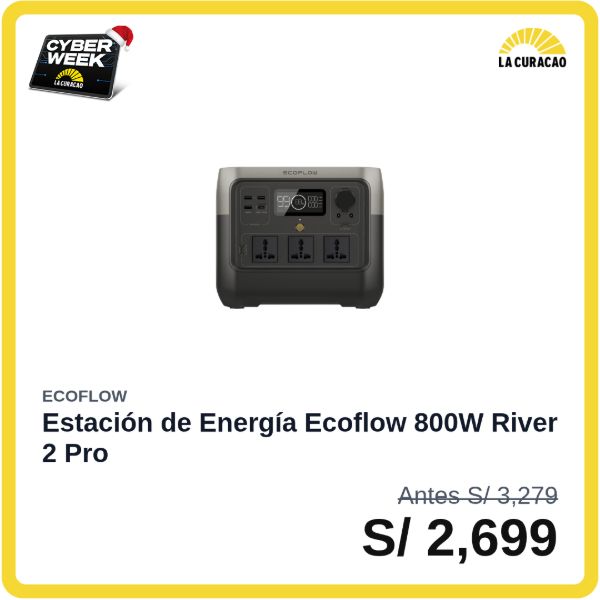 CYBER
WEEK
LA CURACAO
LA CURACAO
ECOFLOW
ECOFLOW
Estación de Energía Ecoflow 800W River
2 Pro
Antes S/ 3,279
S/ 2,699